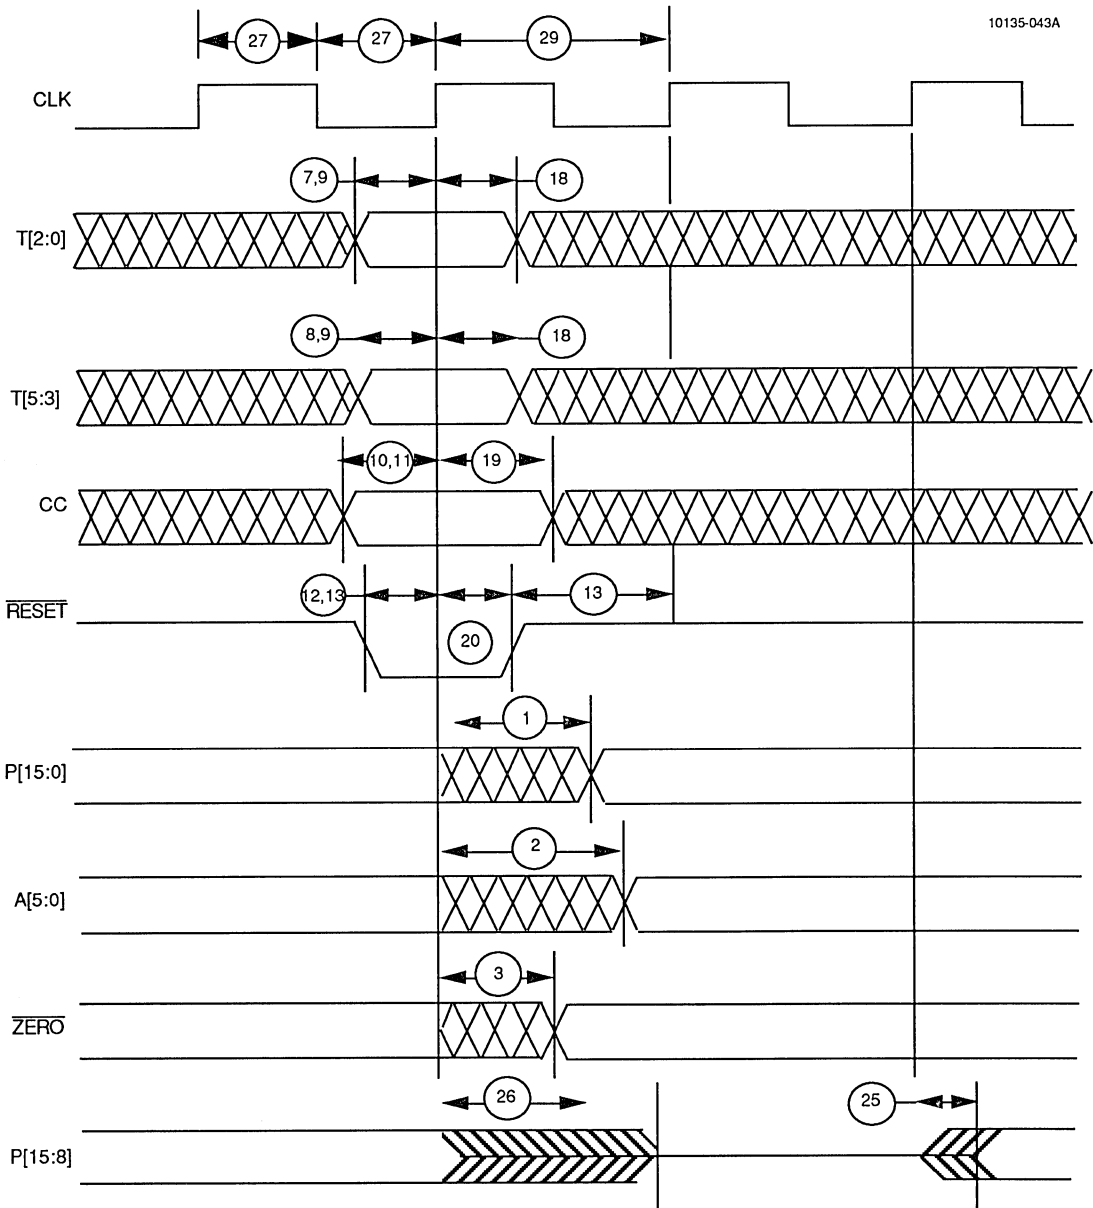 10135-043A
27
27
29
CLK
7,9
18
T[2:0]
8,9
18
T[5:3]
10,11
19
CC
12,13
13
RESET
20
1
P[15:0]
2
A[5:0]
3
ZERO
26
25
P[15:8]